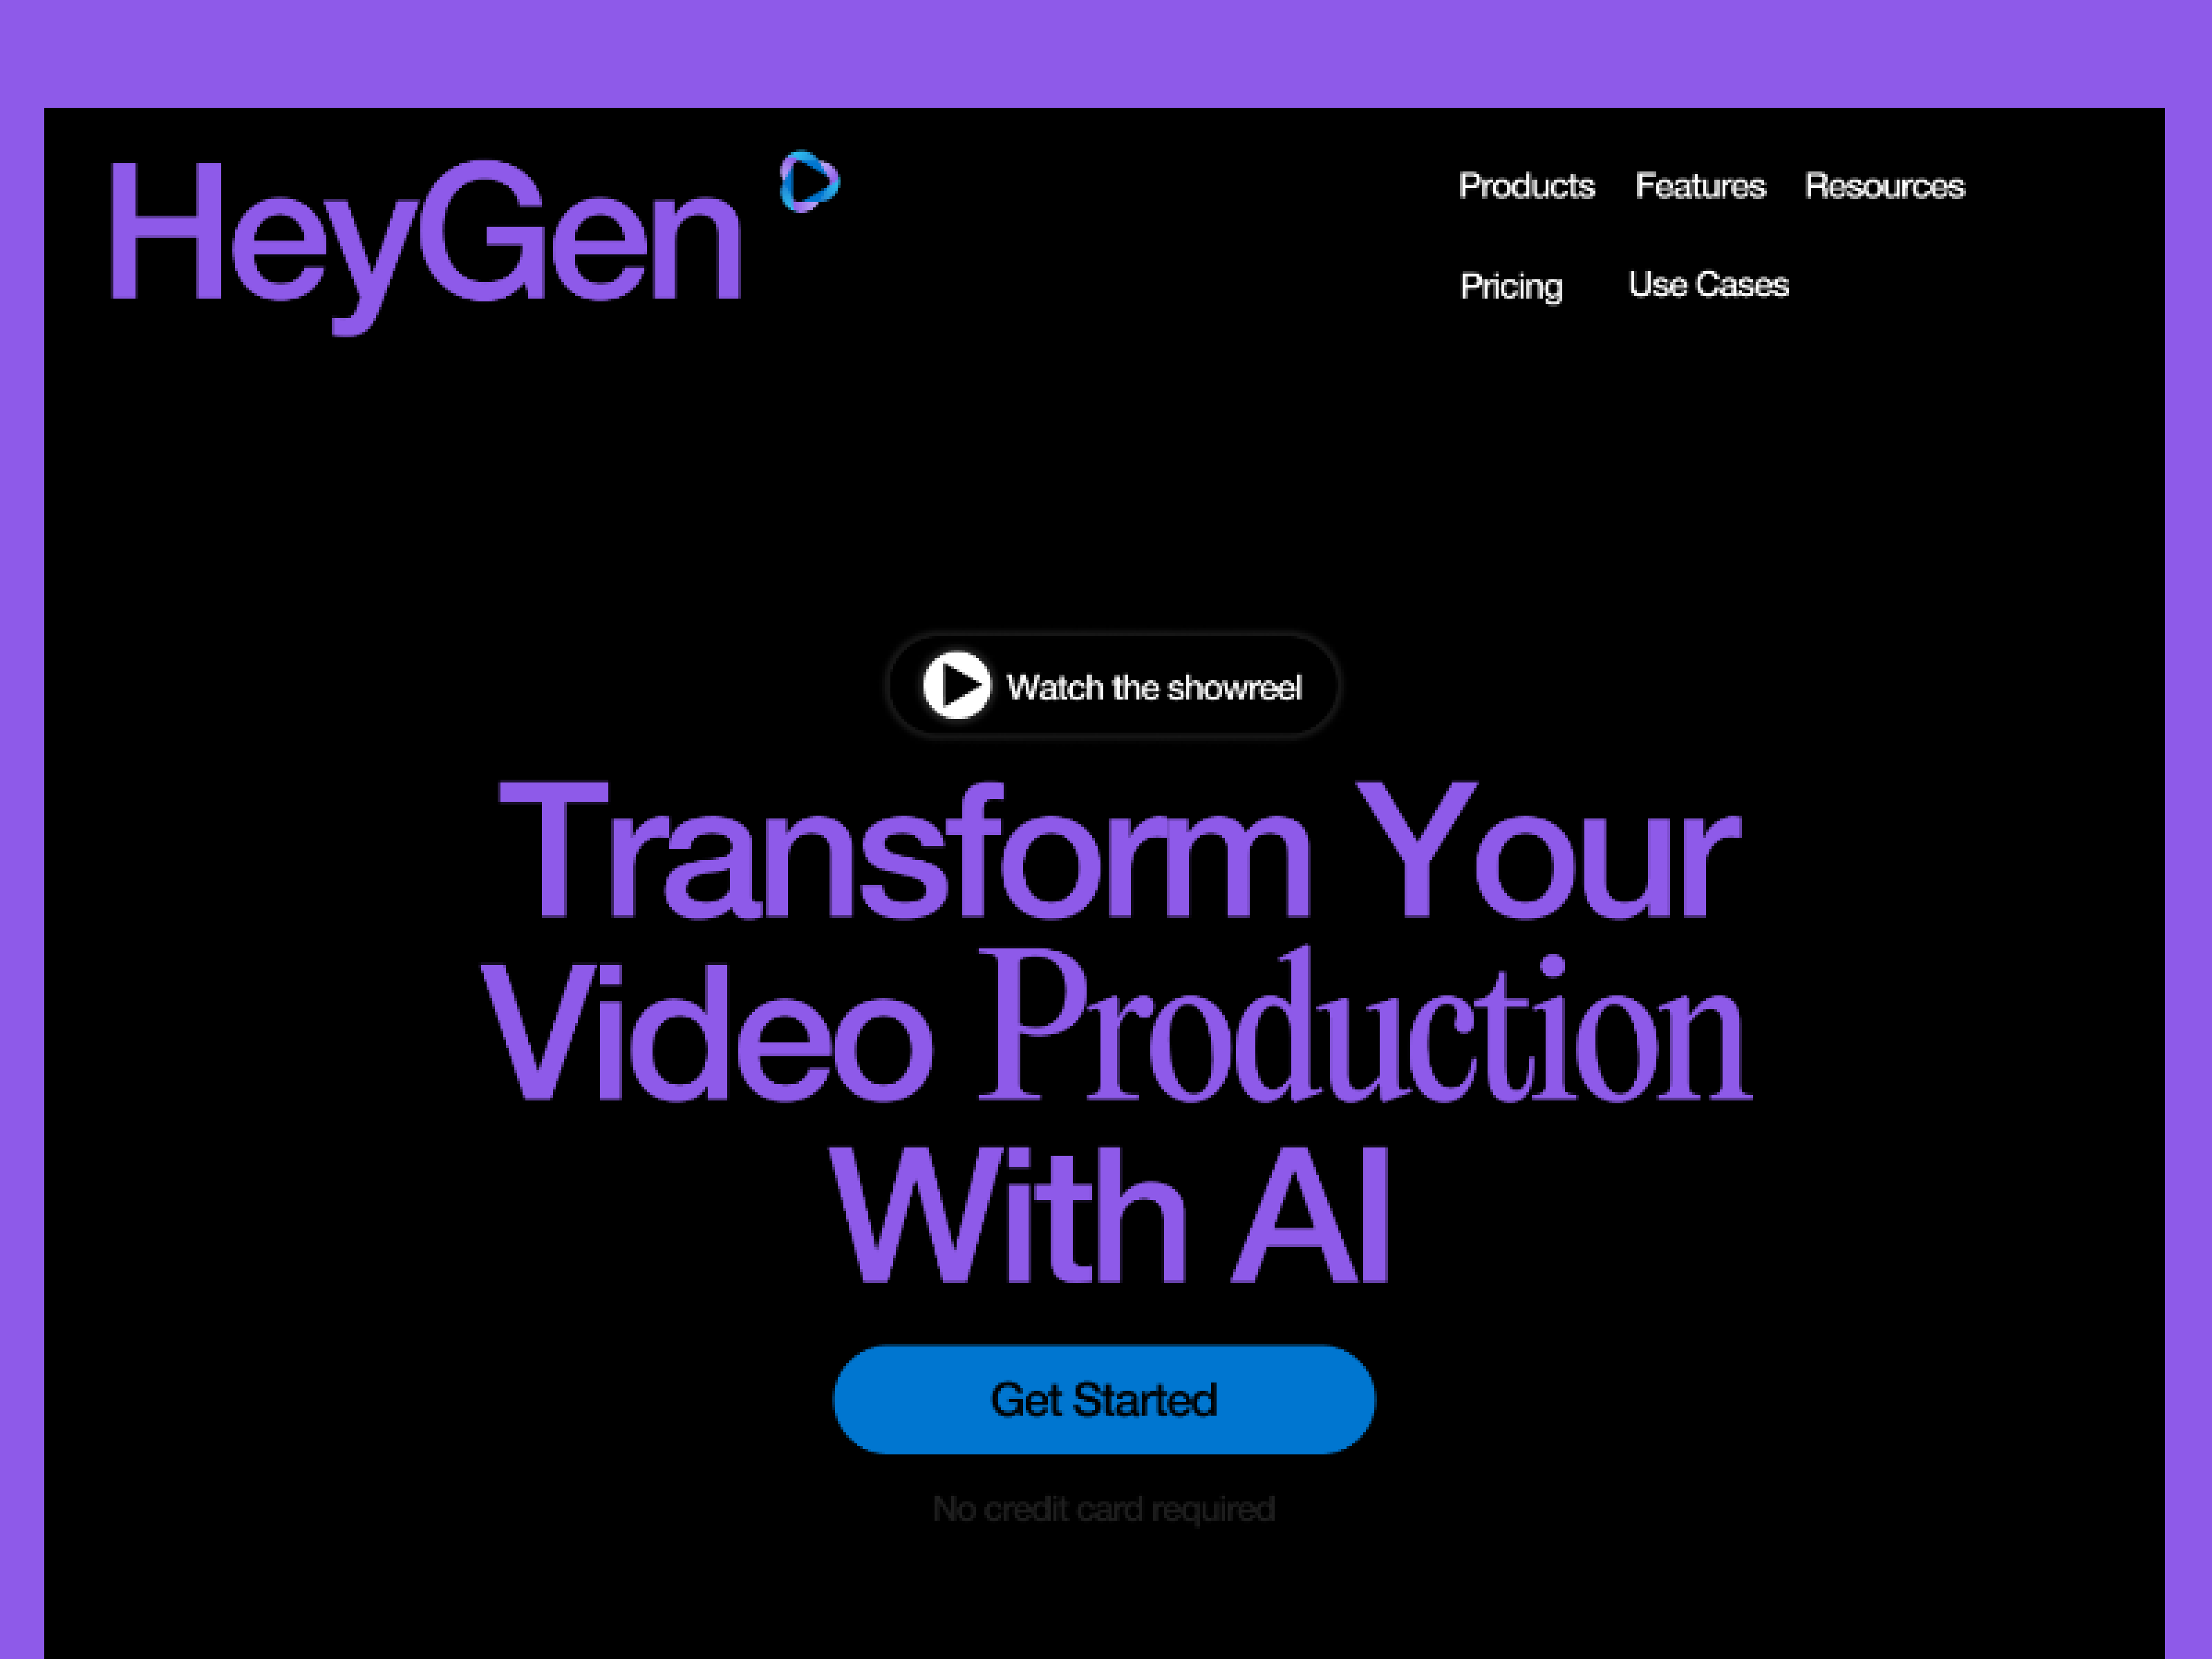 HeyGen
Products Features Resources
Pricing Use Cases
Watch the showreel
Transform Your
Video Production
With AI
Get Started
No credit card required